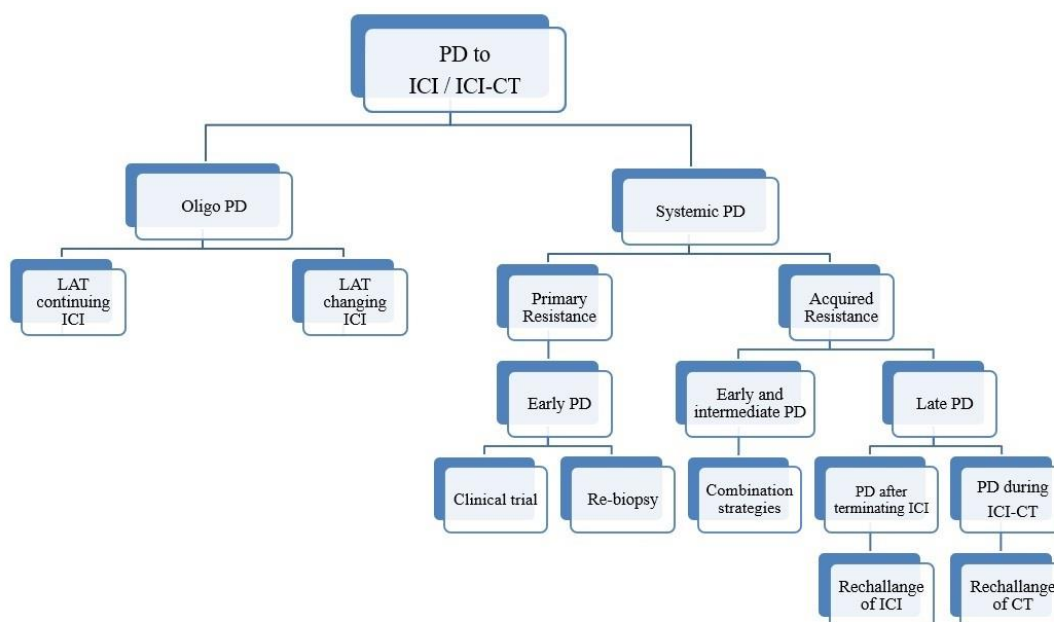 PD to
ICI / ICI-CT
Oligo PD
Systemic PD
LAT
continuing
ICI
LAT
changing
ICI
Primary
Resistance
Acquired
Resistance
Early PD
Early and
intermediate PD
Late PD
Clinical trial
Re-biopsy
Combination
strategies
PD after
terminating ICI
PD during
ICI-CT
Rechallange
of ICI
Rechallange
of CT